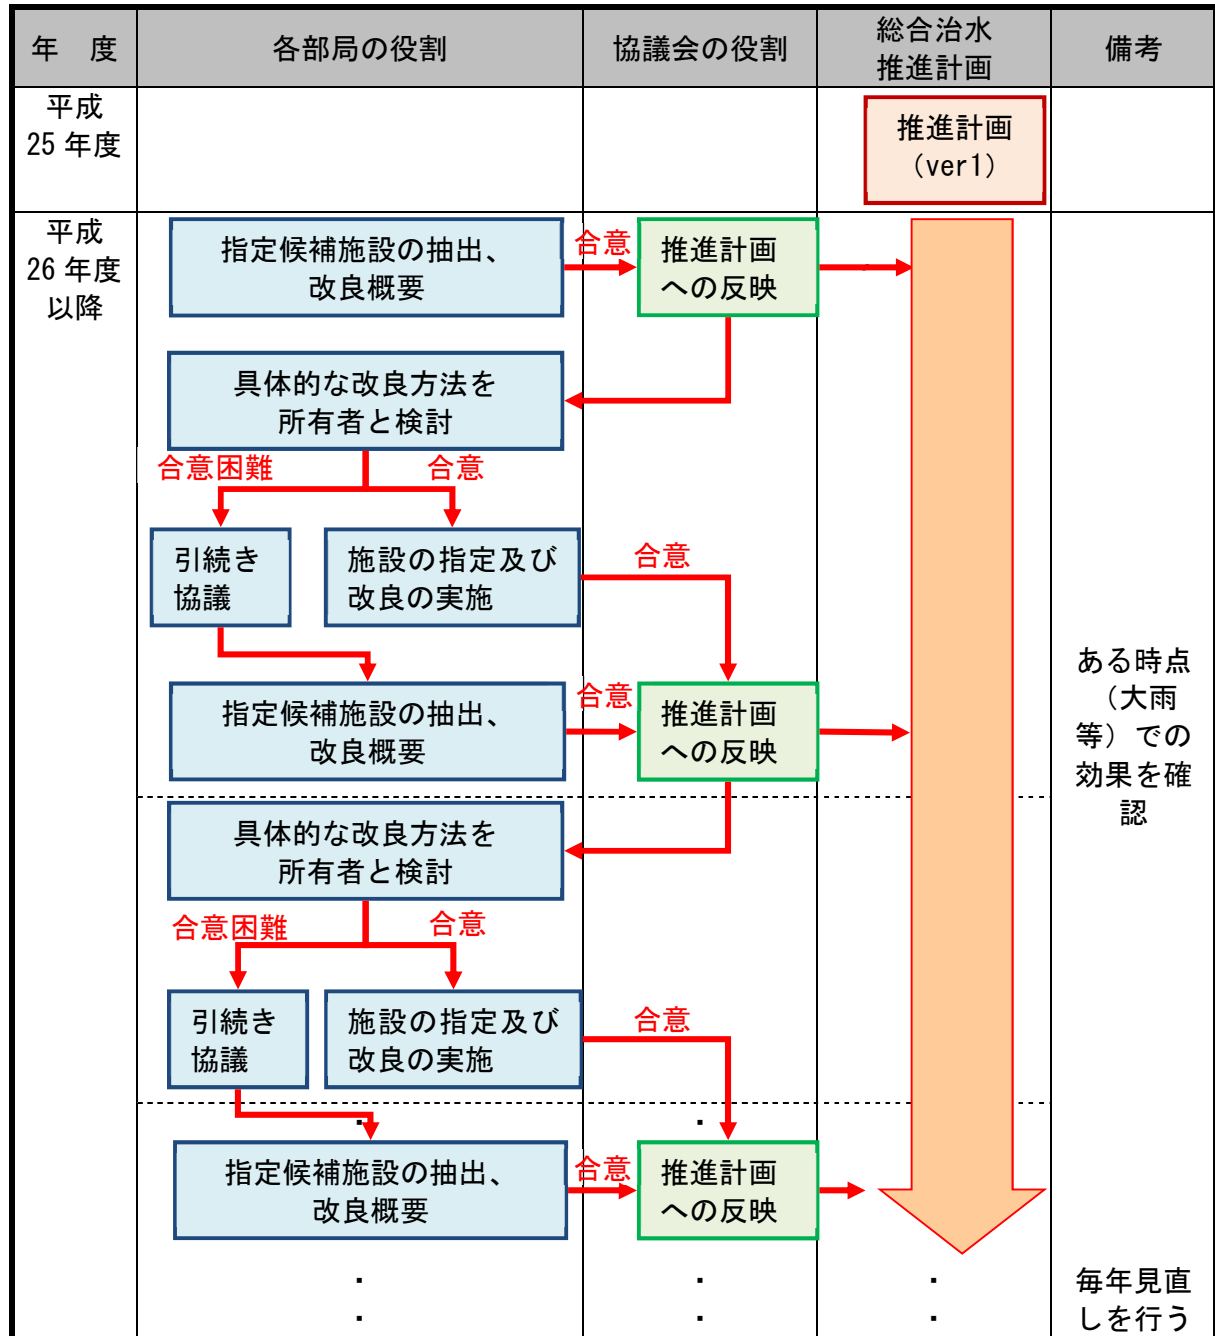 年　度
各部局の役割
協議会の役割
総合治水
推進計画
備考
平成
25 年度
推進計画
（ver1）
平成
26 年度
以降
指定候補施設の抽出、
改良概要
合意
推進計画
への反映
具体的な改良方法を
所有者と検討
合意困難
合意
引続き
協議
施設の指定及び
改良の実施
合意
指定候補施設の抽出、
改良概要
合意
推進計画
への反映
ある時点
（大雨
等）での
効果を確
認
具体的な改良方法を
所有者と検討
合意困難
合意
引続き
協議
施設の指定及び
改良の実施
合意
指定候補施設の抽出、
改良概要
合意
推進計画
への反映
毎年見直
しを行う